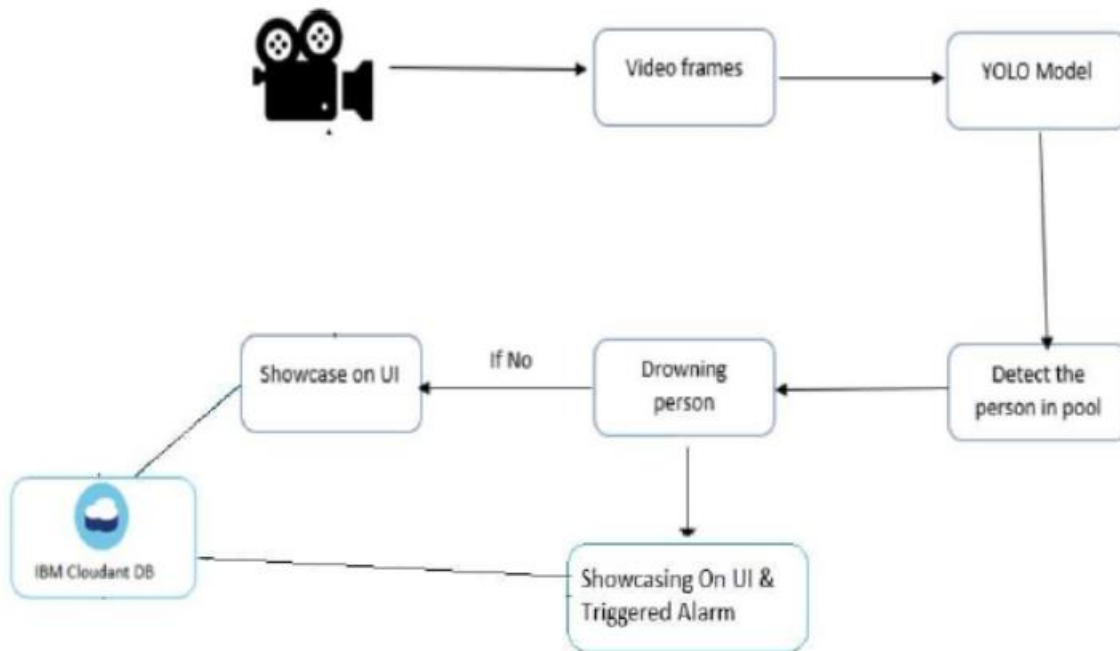 Video frames
YOLO Model
Showcase on UI
If No
Drowning
person
Detect the
person in pool
IBM Cloudant DB
Showcasing On UI &
Triggered Alarm